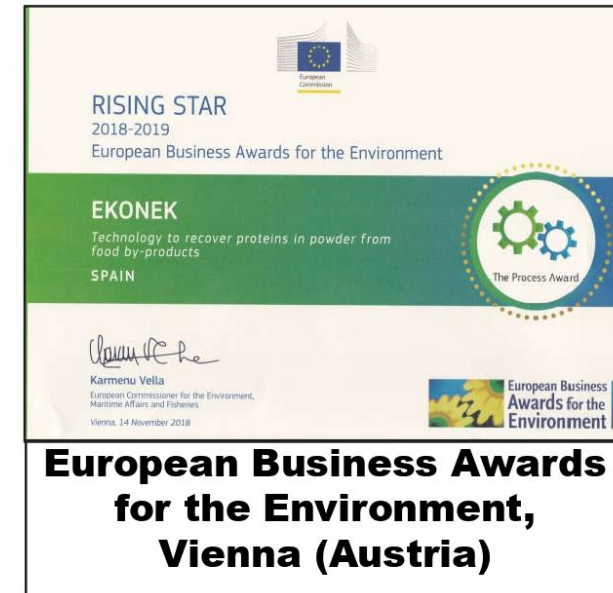 European
Commission
RISING STAR
2018-2019
European Business Awards for the Environment
EKONEK
Technology to recover proteins in powder from
food by-products
SPAIN
The Process Award
Karmenu Vella
European Commissioner for the Environment,
Maritime Affairs and Fisheries
Vienna, 14 November 2018
European Business
Awards for the
Environment
European Business Awards
for the Environment,
Vienna (Austria)